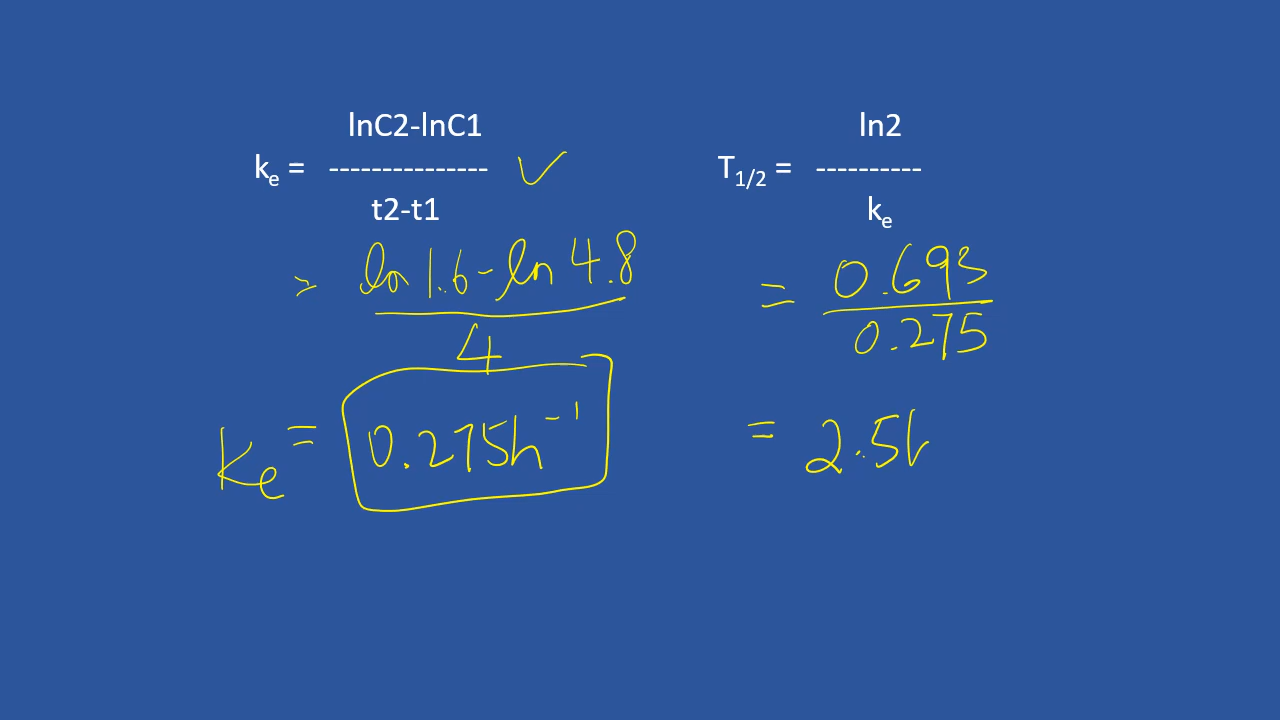 lnC2-lnC1
ke = ---------------
t2-t1
= ln 1.6 - ln 4.8
4
Ke = 0.275h⁻¹
ln2
T1/2 = ----------
ke
= 0.693
0.275
= 2.5h